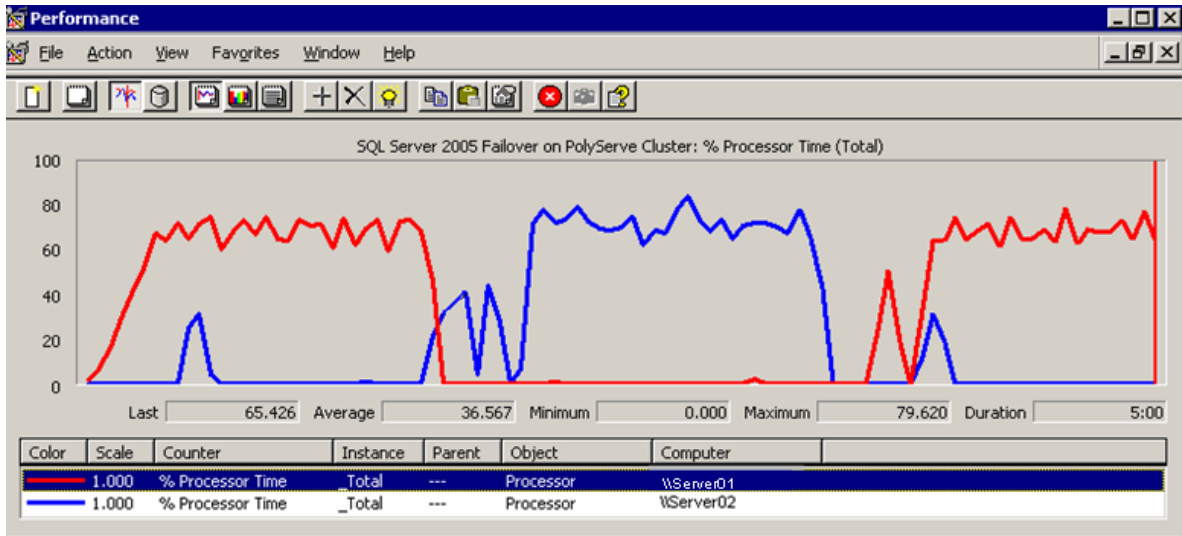 Performance
File Action View Favorites Window Help
SQL Server 2005 Failover on PolyServe Cluster: % Processor Time (Total)
100
80
60
40
20
0
Last 65.426 Average 36.567 Minimum 0.000 Maximum 79.620 Duration 5:00
Color Scale Counter Instance Parent Object Computer
1.000 % Processor Time _Total --- Processor \\Server01
1.000 % Processor Time _Total --- Processor \\Server02